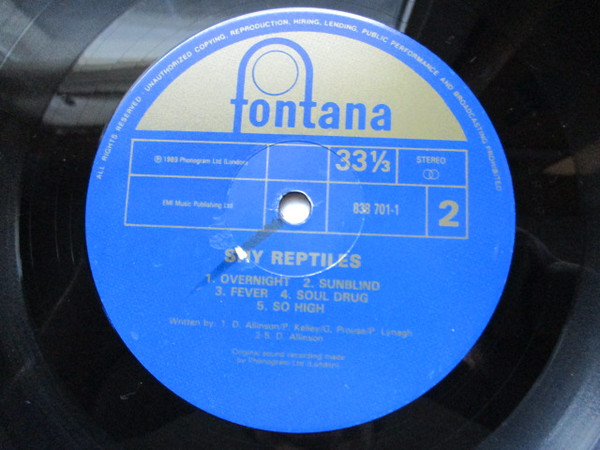 ALL RIGHTS RESERVED · UNAUTHORIZED COPYING, REPRODUCTION, HIRING, LENDING, PUBLIC PERFORMANCE AND BROADCASTING PROHIBITED
fontana
℗ 1989 Phonogram Ltd (London)
33⅓
STEREO
EMI Music Publishing Ltd.
838 701-1
2
SHY REPTILES
1. OVERNIGHT 2. SUNBLIND
3. FEVER 4. SOUL DRUG
5. SO HIGH
Written by: 1. D. Allinson/P. Kelley/G. Prouse/P. Lynagh
2-5. D. Allinson
Original sound recording made
by Phonogram Ltd (London)